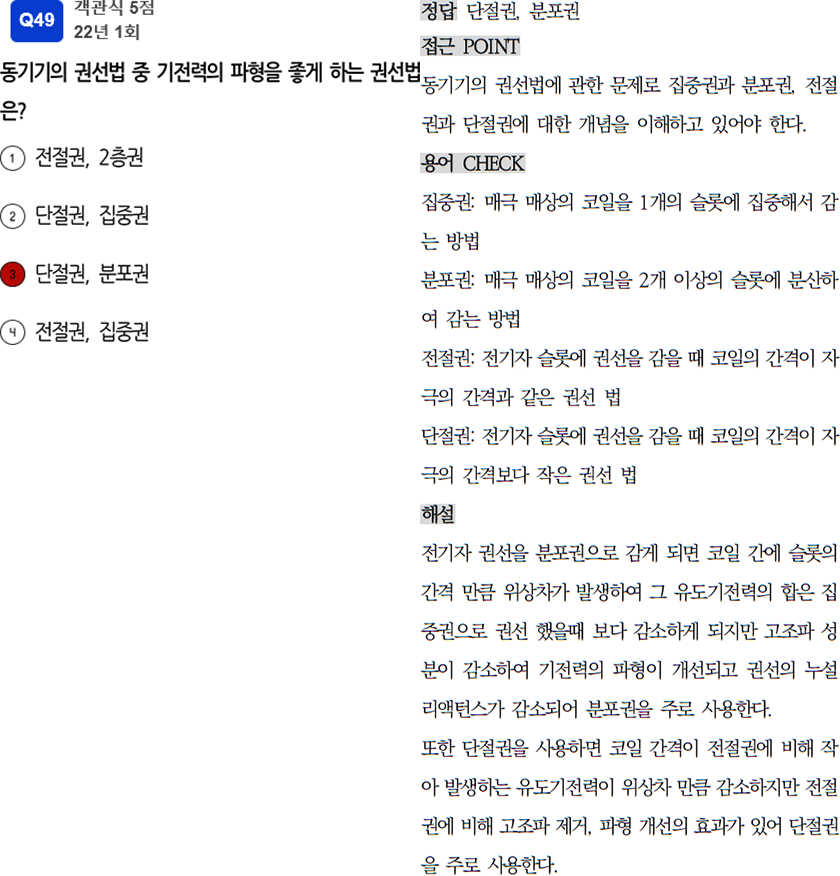 Q49
객관식 5점
22년 1회
동기기의 권선법 중 기전력의 파형을 좋게 하는 권선법
은?
① 전절권, 2층권
② 단절권, 집중권
③ 단절권, 분포권
④ 전절권, 집중권
정답 단절권, 분포권
접근 POINT
동기기의 권선법에 관한 문제로 집중권과 분포권, 전절
권과 단절권에 대한 개념을 이해하고 있어야 한다.
용어 CHECK
집중권: 매극 매상의 코일을 1개의 슬롯에 집중해서 감
는 방법
분포권: 매극 매상의 코일을 2개 이상의 슬롯에 분산하
여 감는 방법
전절권: 전기자 슬롯에 권선을 감을 때 코일의 간격이 자
극의 간격과 같은 권선 법
단절권: 전기자 슬롯에 권선을 감을 때 코일의 간격이 자
극의 간격보다 작은 권선 법
해설
전기자 권선을 분포권으로 감게 되면 코일 간에 슬롯의
간격 만큼 위상차가 발생하여 그 유도기전력의 합은 집
중권으로 권선 했을때 보다 감소하게 되지만 고조파 성
분이 감소하여 기전력의 파형이 개선되고 권선의 누설
리액턴스가 감소되어 분포권을 주로 사용한다.
또한 단절권을 사용하면 코일 간격이 전절권에 비해 작
아 발생하는 유도기전력이 위상차 만큼 감소하지만 전절
권에 비해 고조파 제거, 파형 개선의 효과가 있어 단절권
을 주로 사용한다.